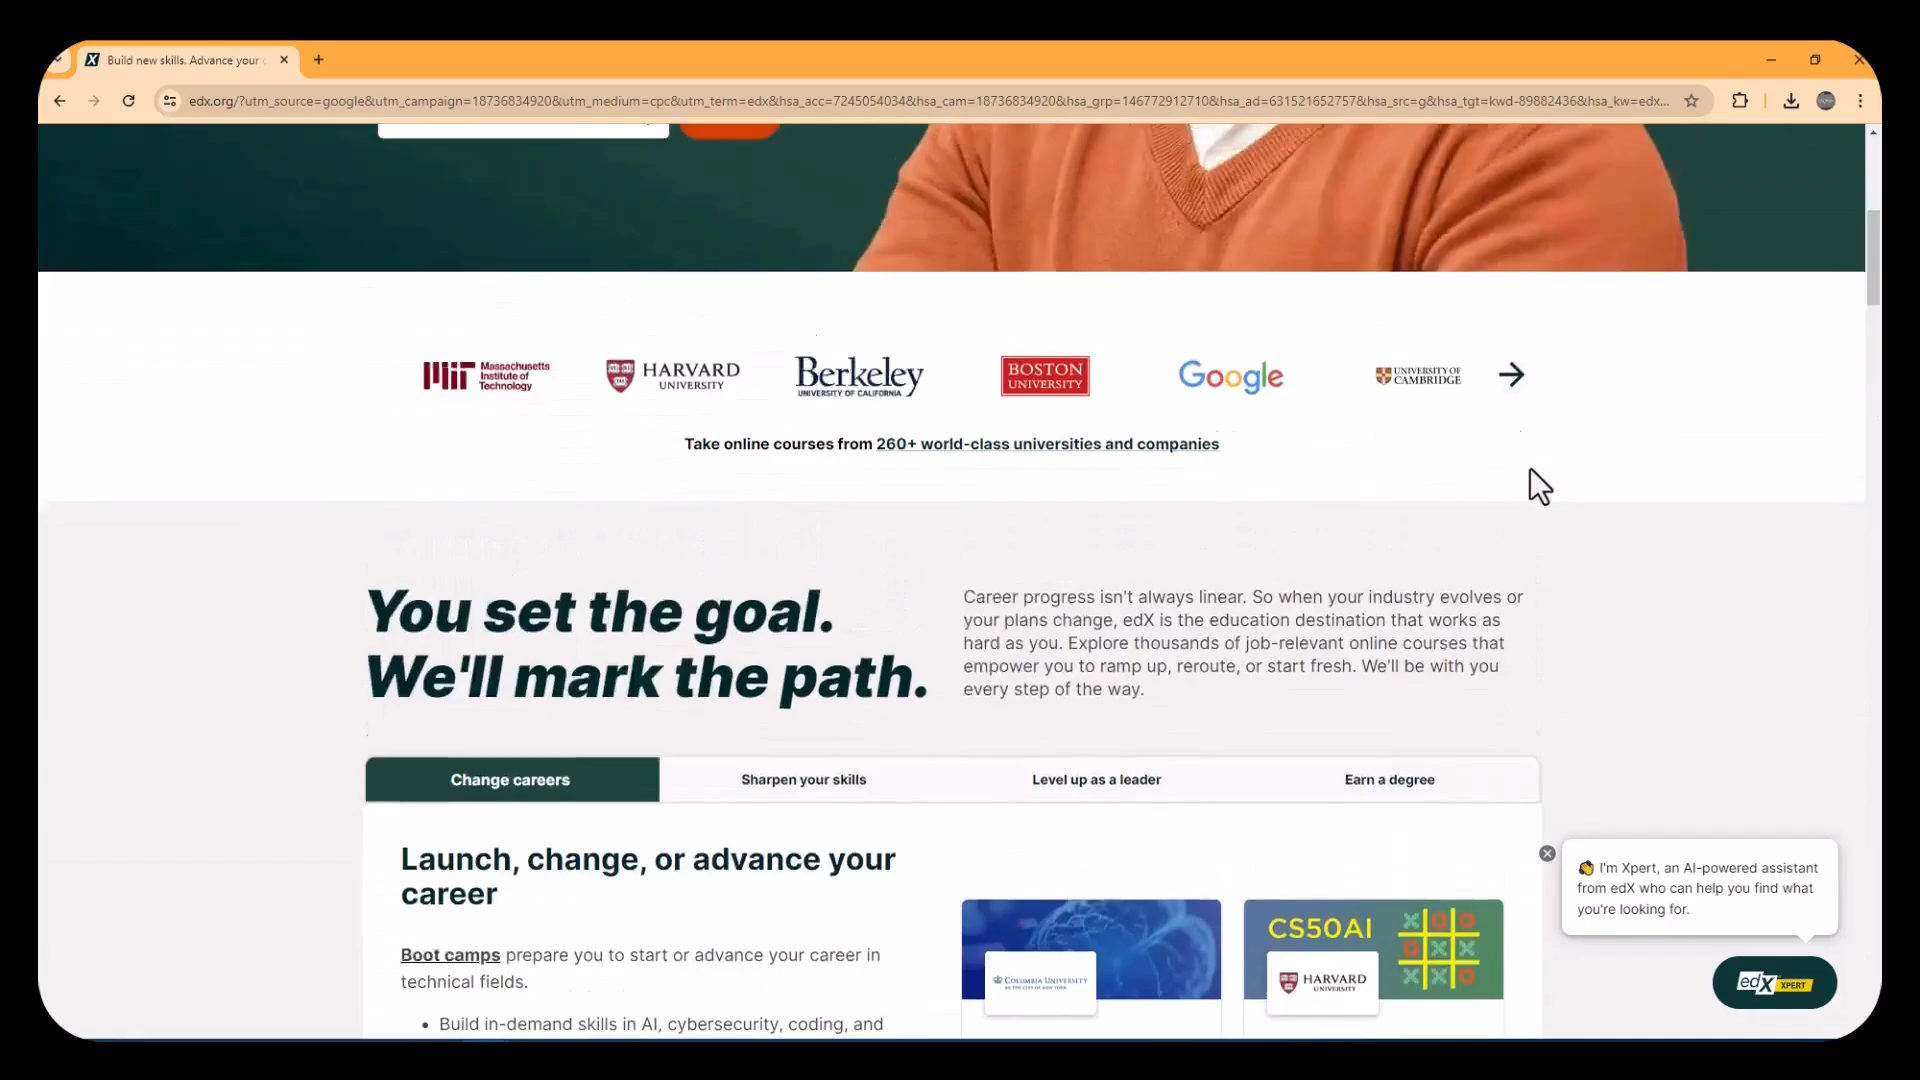 Build new skills. Advance your c
edx.org/?utm_source=google&utm_campaign=18736834920&utm_medium=cpc&utm_term=edx&hsa_acc=7245054034&hsa_cam=18736834920&hsa_grp=146772912710&hsa_ad=631521652757&hsa_src=g&hsa_tgt=kwd-89882436&hsa_kw=edx...
Massachusetts
Institute of
Technology
HARVARD
UNIVERSITY
Berkeley
UNIVERSITY OF CALIFORNIA
BOSTON
UNIVERSITY
Google
UNIVERSITY OF
CAMBRIDGE
Take online courses from 260+ world-class universities and companies
You set the goal.
We'll mark the path.
Career progress isn't always linear. So when your industry evolves or
your plans change, edX is the education destination that works as
hard as you. Explore thousands of job-relevant online courses that
empower you to ramp up, reroute, or start fresh. We'll be with you
every step of the way.
Change careers
Sharpen your skills
Level up as a leader
Earn a degree
Launch, change, or advance your
career
Boot camps prepare you to start or advance your career in
technical fields.
• Build in-demand skills in AI, cybersecurity, coding, and
COLUMBIA UNIVERSITY
IN THE CITY OF NEW YORK
CS50AI
HARVARD
UNIVERSITY
👏 I'm Xpert, an AI-powered assistant
from edX who can help you find what
you're looking for.
edX XPERT